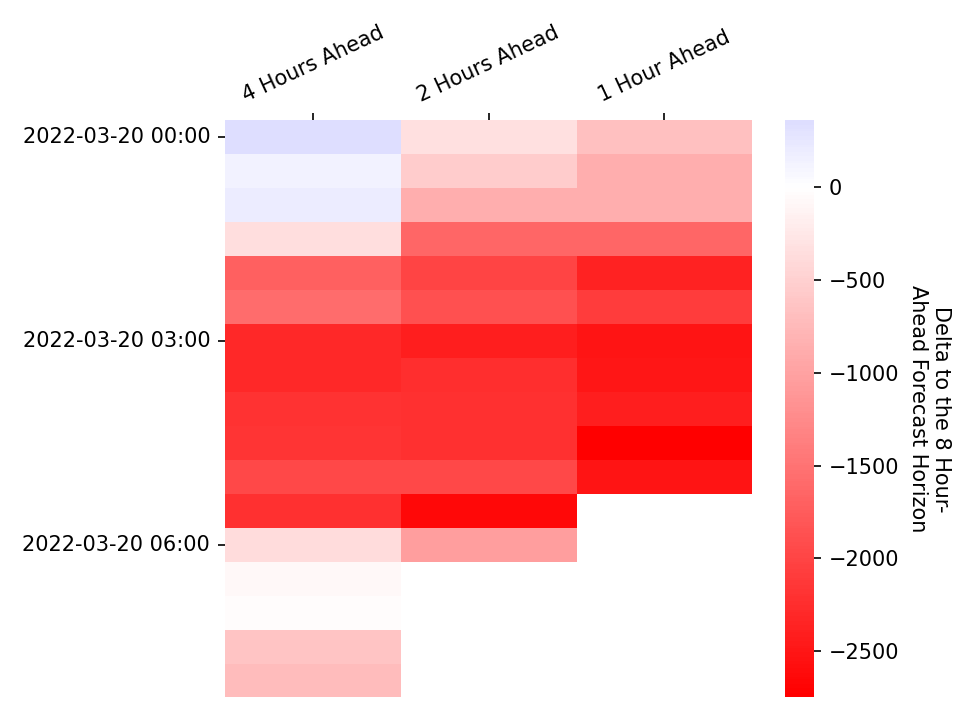 4 Hours Ahead
2 Hours Ahead
1 Hour Ahead
2022-03-20 00:00
2022-03-20 03:00
2022-03-20 06:00
0
−500
−1000
−1500
−2000
−2500
Delta to the 8 Hour-
Ahead Forecast Horizon